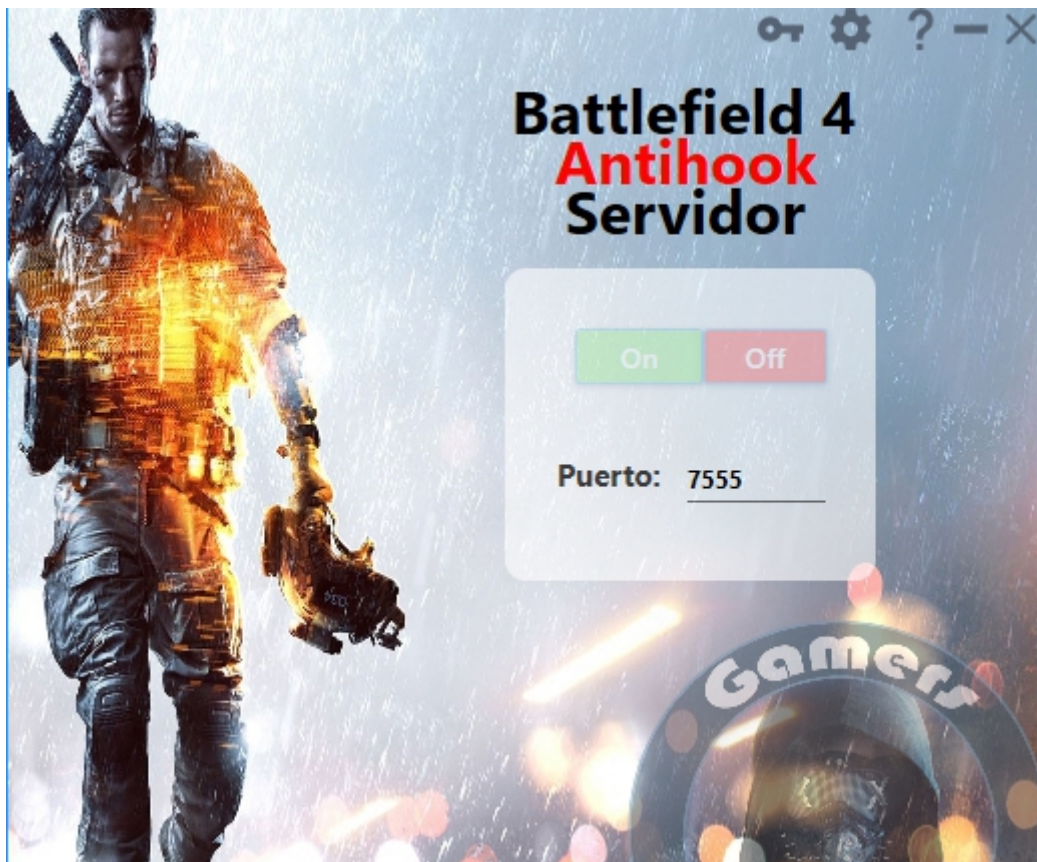 Battlefield 4
Antihook
Servidor
On Off
Puerto: 7555
Gamers